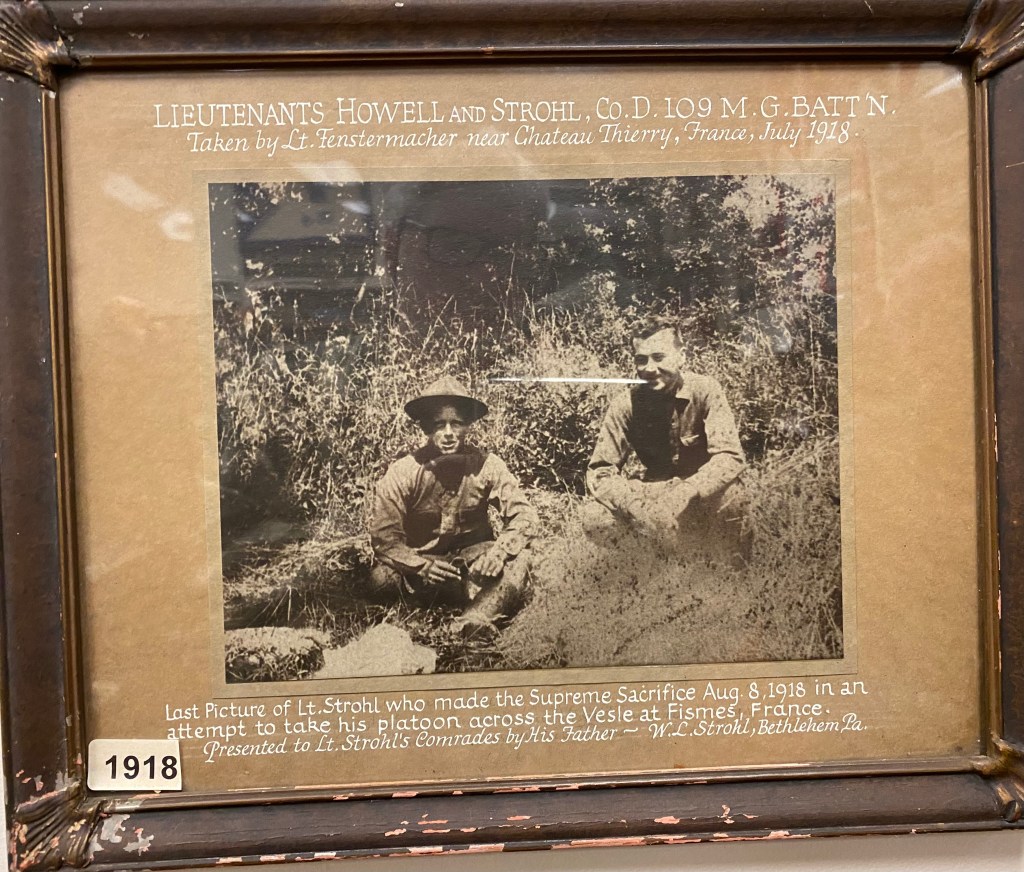 LIEUTENANTS HOWELL AND STROHL, CO. D. 109 M. G. BATT'N.
Taken by Lt. Fenstermacher near Chateau Thierry, France, July 1918.
Last Picture of Lt. Strohl who made the Supreme Sacrifice Aug. 8, 1918 in an
attempt to take his platoon across the Vesle at Fismes, France.
Presented to Lt. Strohl's Comrades by His Father ~ W. L. Strohl, Bethlehem, Pa.
1918